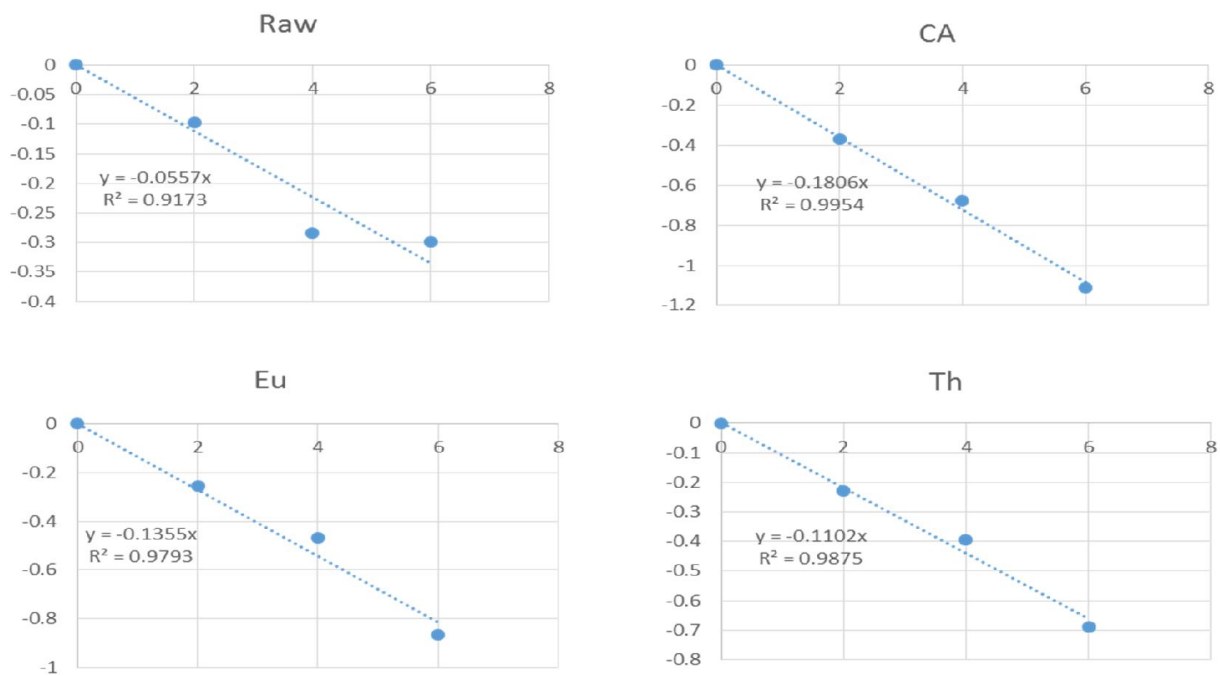 Raw
0
0 2 4 6 8
-0.05
-0.1
-0.15
-0.2
-0.25
-0.3
-0.35
-0.4
y = -0.0557x
R² = 0.9173
CA
0
0 2 4 6 8
-0.2
-0.4
-0.6
-0.8
-1
-1.2
y = -0.1806x
R² = 0.9954
Eu
0
0 2 4 6 8
-0.2
-0.4
-0.6
-0.8
-1
y = -0.1355x
R² = 0.9793
Th
0
0 2 4 6 8
-0.1
-0.2
-0.3
-0.4
-0.5
-0.6
-0.7
-0.8
y = -0.1102x
R² = 0.9875